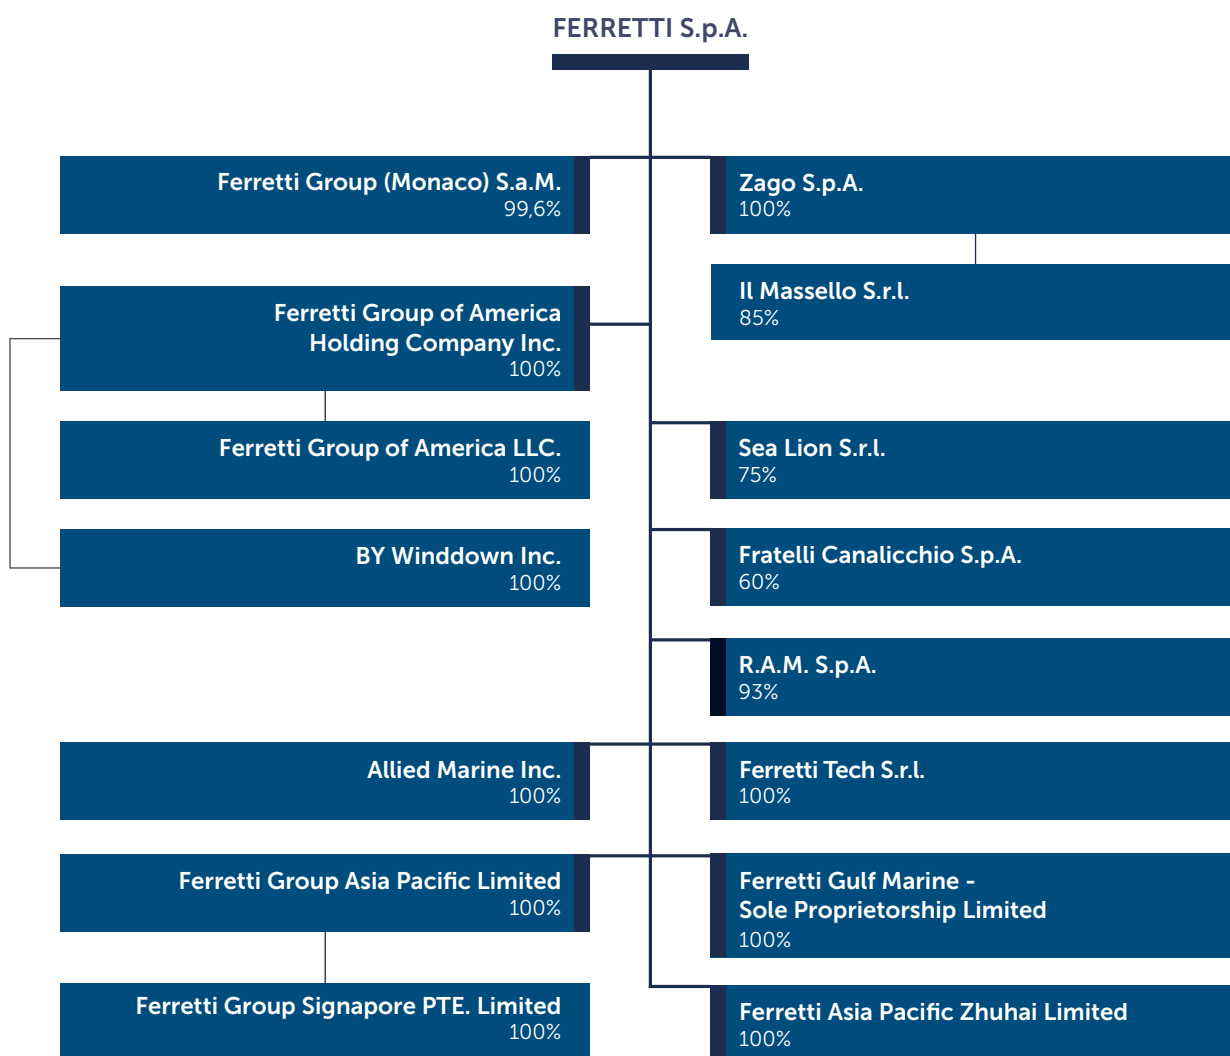 FERRETTI S.p.A.
Ferretti Group (Monaco) S.a.M.
99,6%
Zago S.p.A.
100%
Il Massello S.r.l.
85%
Ferretti Group of America
Holding Company Inc.
100%
Ferretti Group of America LLC.
100%
BY Winddown Inc.
100%
Sea Lion S.r.l.
75%
Fratelli Canalicchio S.p.A.
60%
R.A.M. S.p.A.
93%
Allied Marine Inc.
100%
Ferretti Tech S.r.l.
100%
Ferretti Group Asia Pacific Limited
100%
Ferretti Gulf Marine -
Sole Proprietorship Limited
100%
Ferretti Group Signapore PTE. Limited
100%
Ferretti Asia Pacific Zhuhai Limited
100%